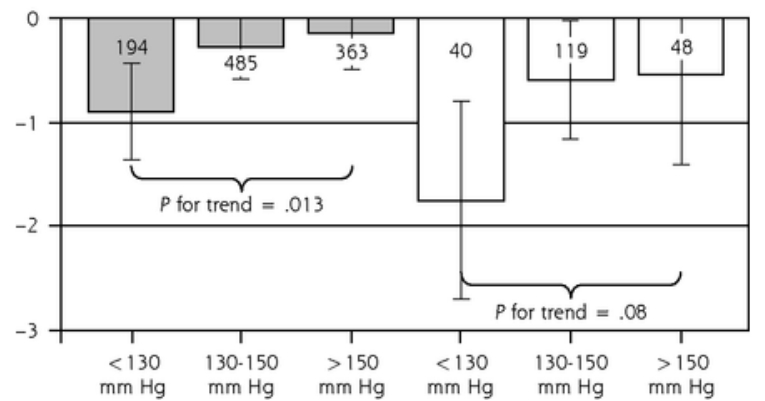 0
194
485
363
40
119
48
–1
P for trend = .013
–2
P for trend = .08
–3
<130 130-150 >150 <130 130-150 >150
mm Hg mm Hg mm Hg mm Hg mm Hg mm Hg